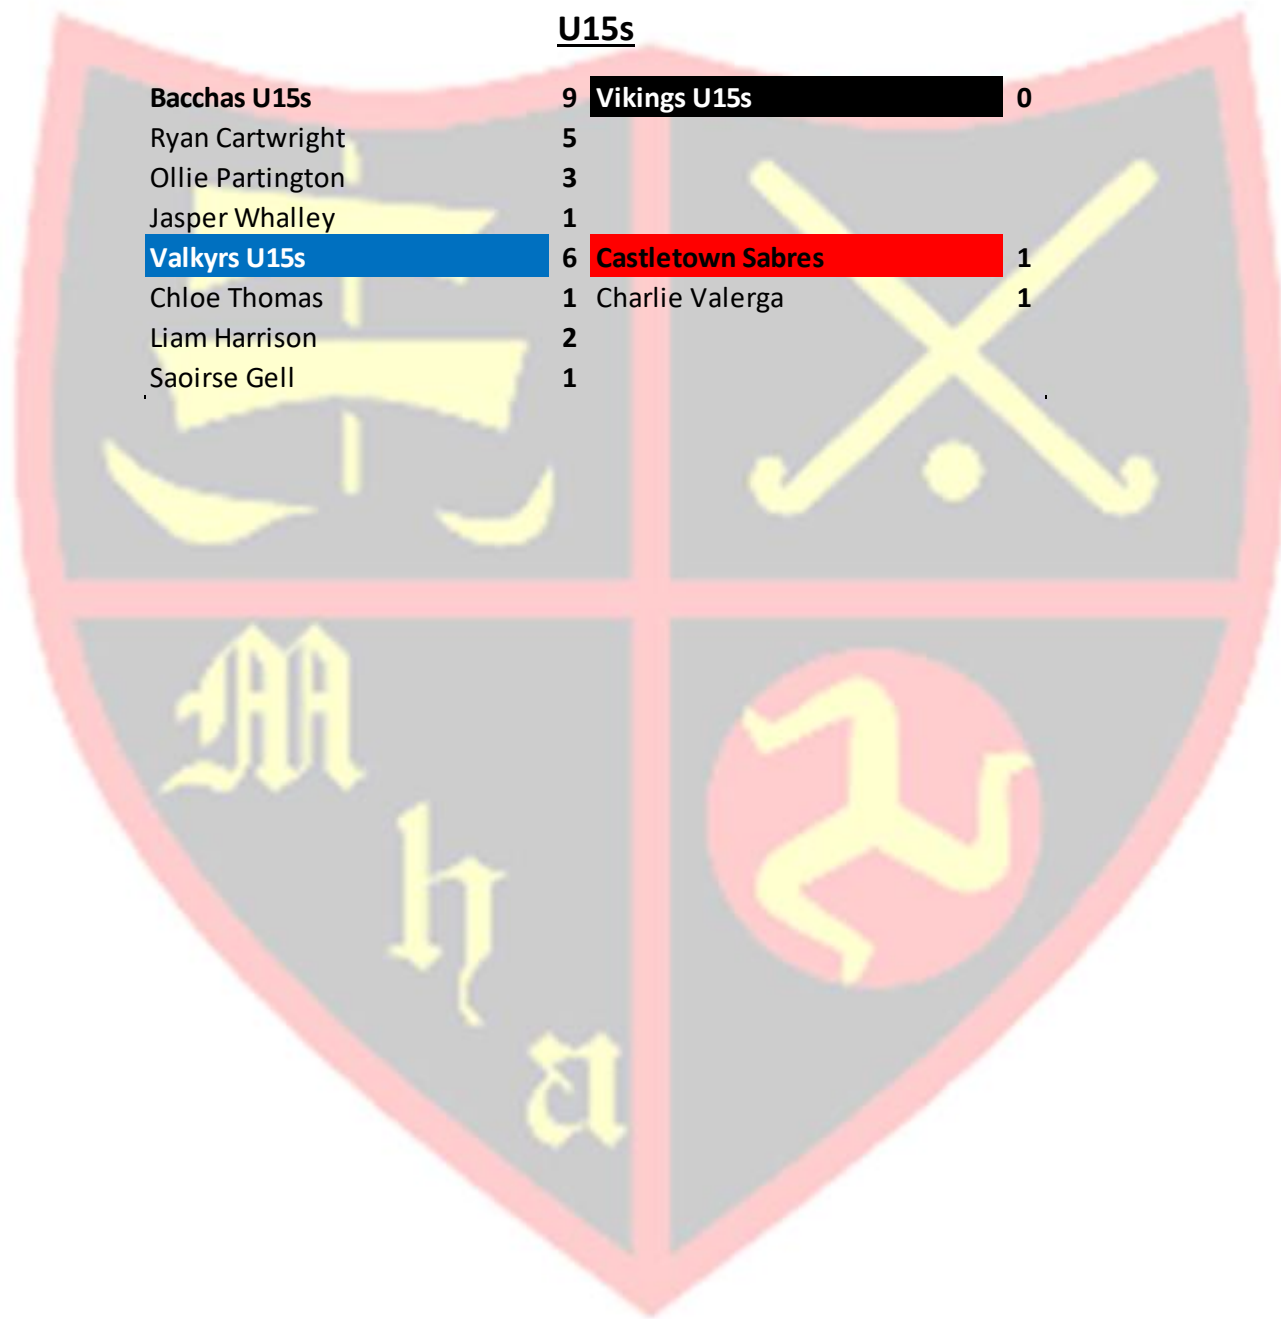 U15s
Bacchas U15s 9 Vikings U15s 0
Ryan Cartwright 5
Ollie Partington 3
Jasper Whalley 1
Valkyrs U15s 6 Castletown Sabres 1
Chloe Thomas 1 Charlie Valerga 1
Liam Harrison 2
Saoirse Gell 1
M
h
a